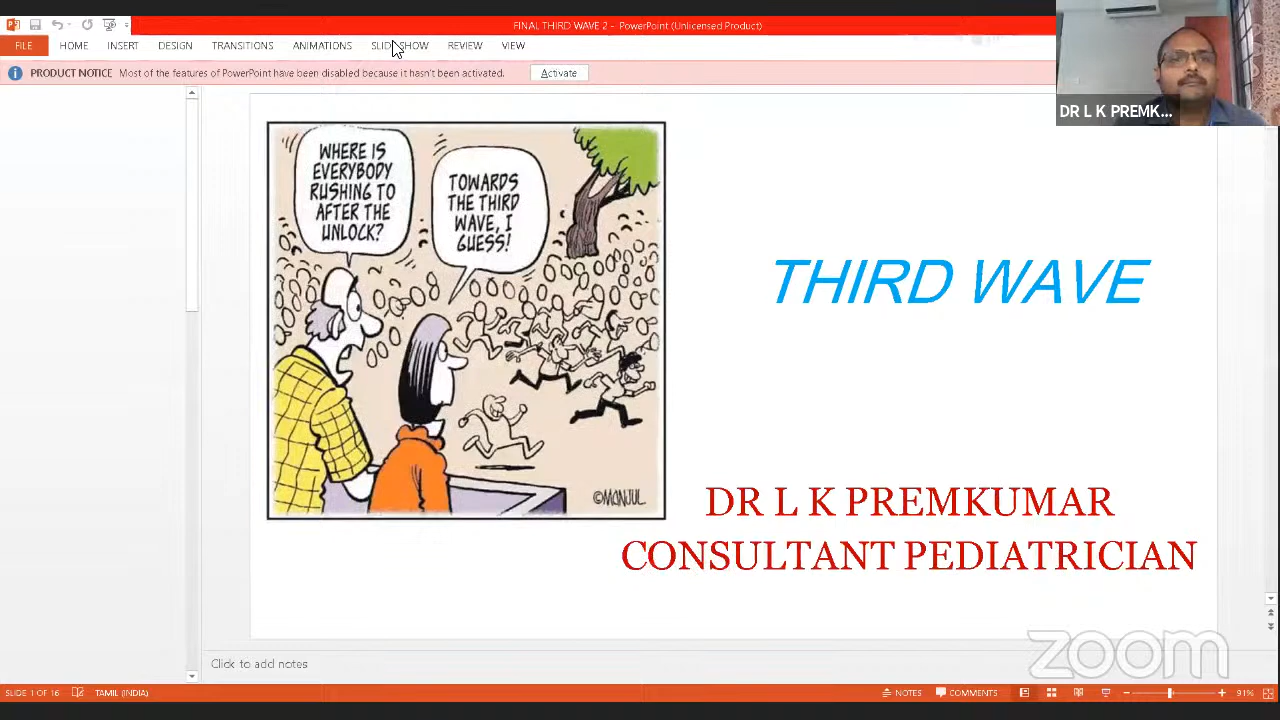 FINAL THIRD WAVE 2 - PowerPoint (Unlicensed Product)
FILE HOME INSERT DESIGN TRANSITIONS ANIMATIONS SLIDE SHOW REVIEW VIEW
PRODUCT NOTICE Most of the features of PowerPoint have been disabled because it hasn't been activated. Activate
DR L K PREMK...
WHERE IS
EVERYBODY
RUSHING TO
AFTER THE
UNLOCK?
TOWARDS
THE THIRD
WAVE, I
GUESS!
©MANJUL
THIRD WAVE
DR L K PREMKUMAR
CONSULTANT PEDIATRICIAN
zoom
Click to add notes
SLIDE 1 OF 16 TAMIL (INDIA) NOTES COMMENTS 91%